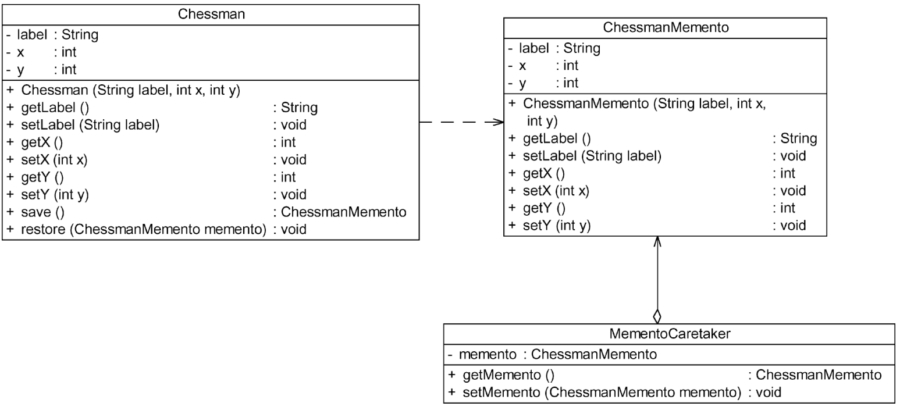 Chessman
- label : String
- x : int
- y : int
+ Chessman (String label, int x, int y)
+ getLabel () : String
+ setLabel (String label) : void
+ getX () : int
+ setX (int x) : void
+ getY () : int
+ setY (int y) : void
+ save () : ChessmanMemento
+ restore (ChessmanMemento memento) : void
ChessmanMemento
- label : String
- x : int
- y : int
+ ChessmanMemento (String label, int x,
int y)
+ getLabel () : String
+ setLabel (String label) : void
+ getX () : int
+ setX (int x) : void
+ getY () : int
+ setY (int y) : void
MementoCaretaker
- memento : ChessmanMemento
+ getMemento () : ChessmanMemento
+ setMemento (ChessmanMemento memento) : void